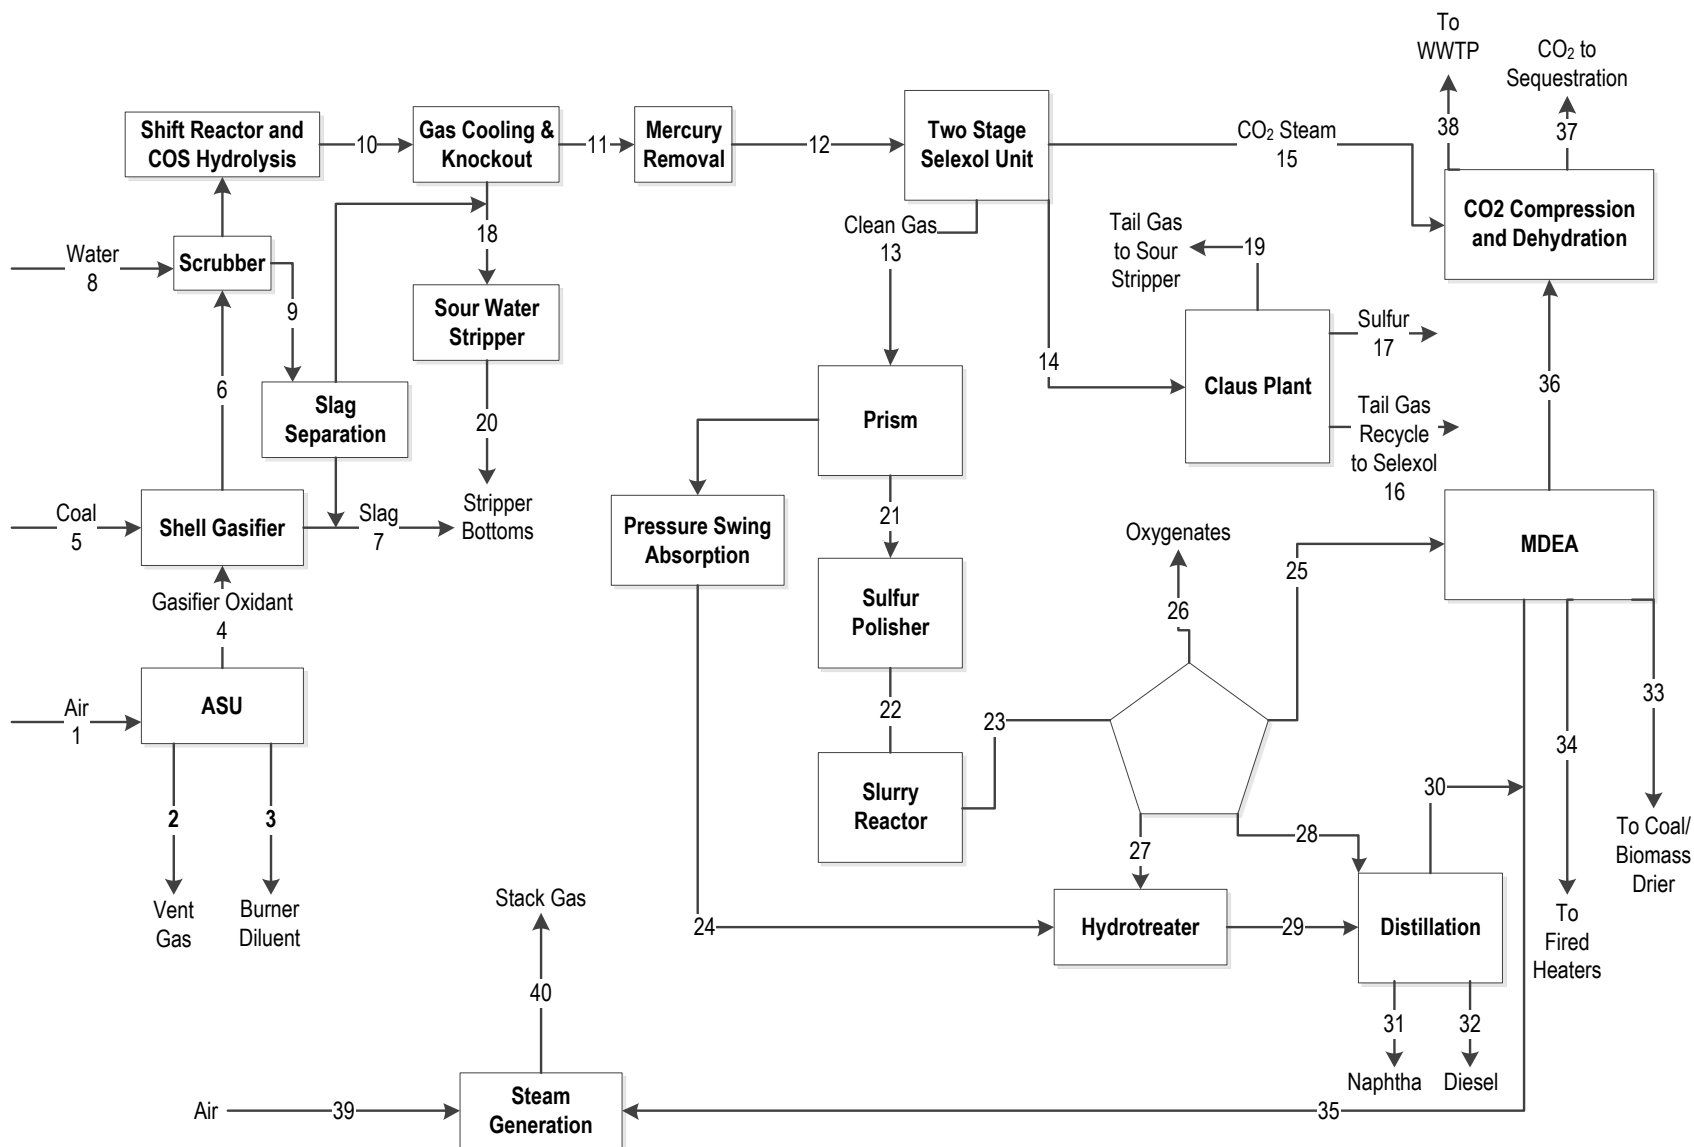 To
WWTP
CO2 to
Sequestration
38
37
Shift Reactor and
COS Hydrolysis
10
Gas Cooling &
Knockout
11
Mercury
Removal
12
Two Stage
Selexol Unit
CO2 Steam
15
CO2 Compression
and Dehydration
Water
8
Scrubber
9
18
Clean Gas
13
Tail Gas
to Sour
Stripper
19
Sour Water
Stripper
Sulfur
17
14
Claus Plant
Tail Gas
Recycle
to Selexol
16
36
6
Slag
Separation
20
Prism
Stripper
Bottoms
Coal
5
Shell Gasifier
Slag
7
Pressure Swing
Absorption
21
Oxygenates
25
MDEA
Gasifier Oxidant
4
Sulfur
Polisher
26
Air
1
ASU
22
23
33
34
30
Slurry
Reactor
2
3
27
28
To Coal/
Biomass
Drier
Vent
Gas
Burner
Diluent
Stack Gas
24
Hydrotreater
29
Distillation
To
Fired
Heaters
40
31
32
Naphtha
Diesel
Air
39
Steam
Generation
35